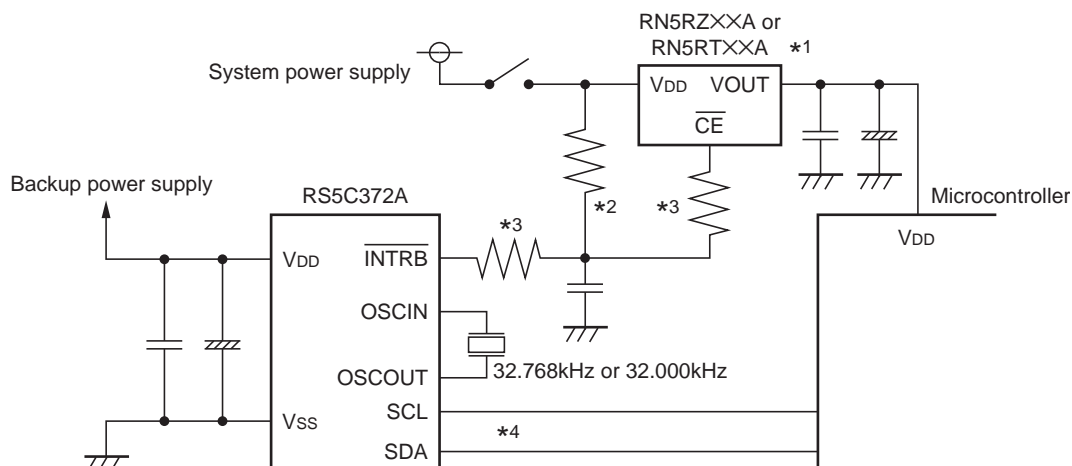 RN5RZ××A or
RN5RT××A *1
System power supply
VDD VOUT
CE
Backup power supply
RS5C372A
*2
*3
Microcontroller
*3
VDD
VDD
INTRB
OSCIN
32.768kHz or 32.000kHz
OSCOUT
SCL
VSS
*4
SDA